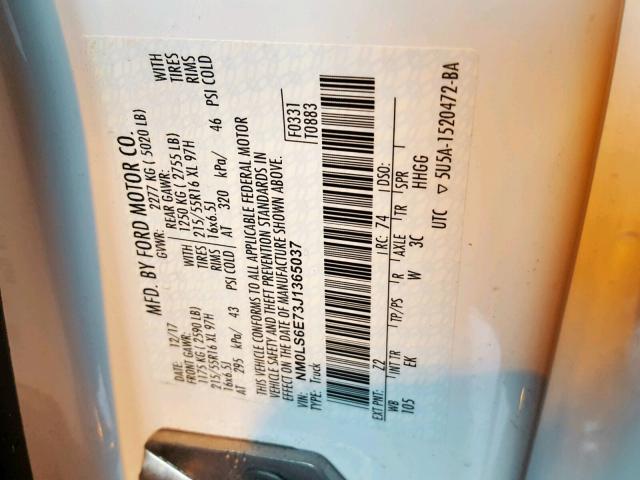 MFD. BY FORD MOTOR CO.
DATE: 12/17 GVWR: 2277 KG ( 5020 LB)
FRONT GAWR: REAR GAWR:
1175 KG ( 2590 LB) WITH 1250 KG ( 2755 LB) WITH
215/55R16 XL 97H TIRES 215/55R16 XL 97H TIRES
16x6.5J RIMS 16x6.5J RIMS
AT 295 kPa/ 43 PSI COLD AT 320 kPa/ 46 PSI COLD
THIS VEHICLE CONFORMS TO ALL APPLICABLE FEDERAL MOTOR
VEHICLE SAFETY AND THEFT PREVENTION STANDARDS IN
EFFECT ON THE DATE OF MANUFACTURE SHOWN ABOVE.
VIN: NM0LS6E73J1365037 F0331
TYPE: Truck T0883
EXT PNT: Z2 RC: 74 DSO:
WB INT TR TP/PS R AXLE TR SPR
105 EK W 3C HHGG
UTC ▽ 5U5A-1520472-BA